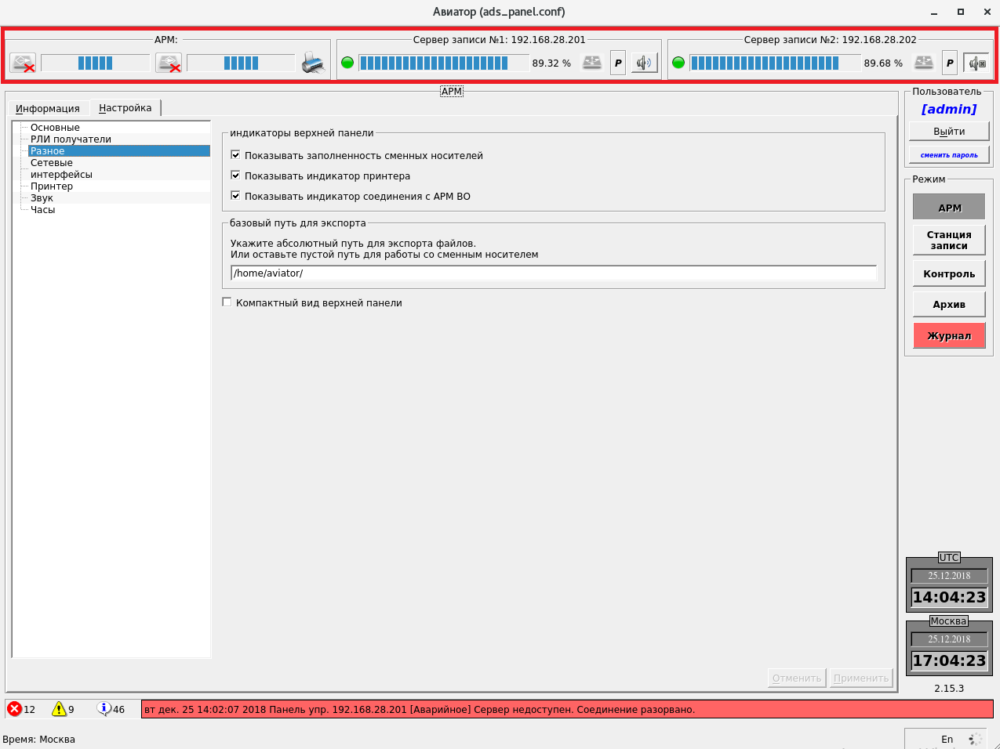 Авиатор (ads_panel.conf)
АРМ:
Сервер записи №1: 192.168.28.201
89.32 %
P
Сервер записи №2: 192.168.28.202
89.68 %
P
АРМ
Информация
Настройка
Основные
РЛИ получатели
Разное
Сетевые
интерфейсы
Принтер
Звук
Часы
индикаторы верхней панели
Показывать заполненность сменных носителей
Показывать индикатор принтера
Показывать индикатор соединения с АРМ ВО
базовый путь для экспорта
Укажите абсолютный путь для экспорта файлов.
Или оставьте пустой путь для работы со сменным носителем
/home/aviator/
Компактный вид верхней панели
Отменить
Применить
Пользователь
[admin]
Выйти
сменить пароль
Режим
АРМ
Станция
записи
Контроль
Архив
Журнал
UTC
25.12.2018
14:04:23
Москва
25.12.2018
17:04:23
2.15.3
12
9
46
вт дек. 25 14:02:07 2018 Панель упр. 192.168.28.201 [Аварийное] Сервер недоступен. Соединение разорвано.
Время: Москва
En